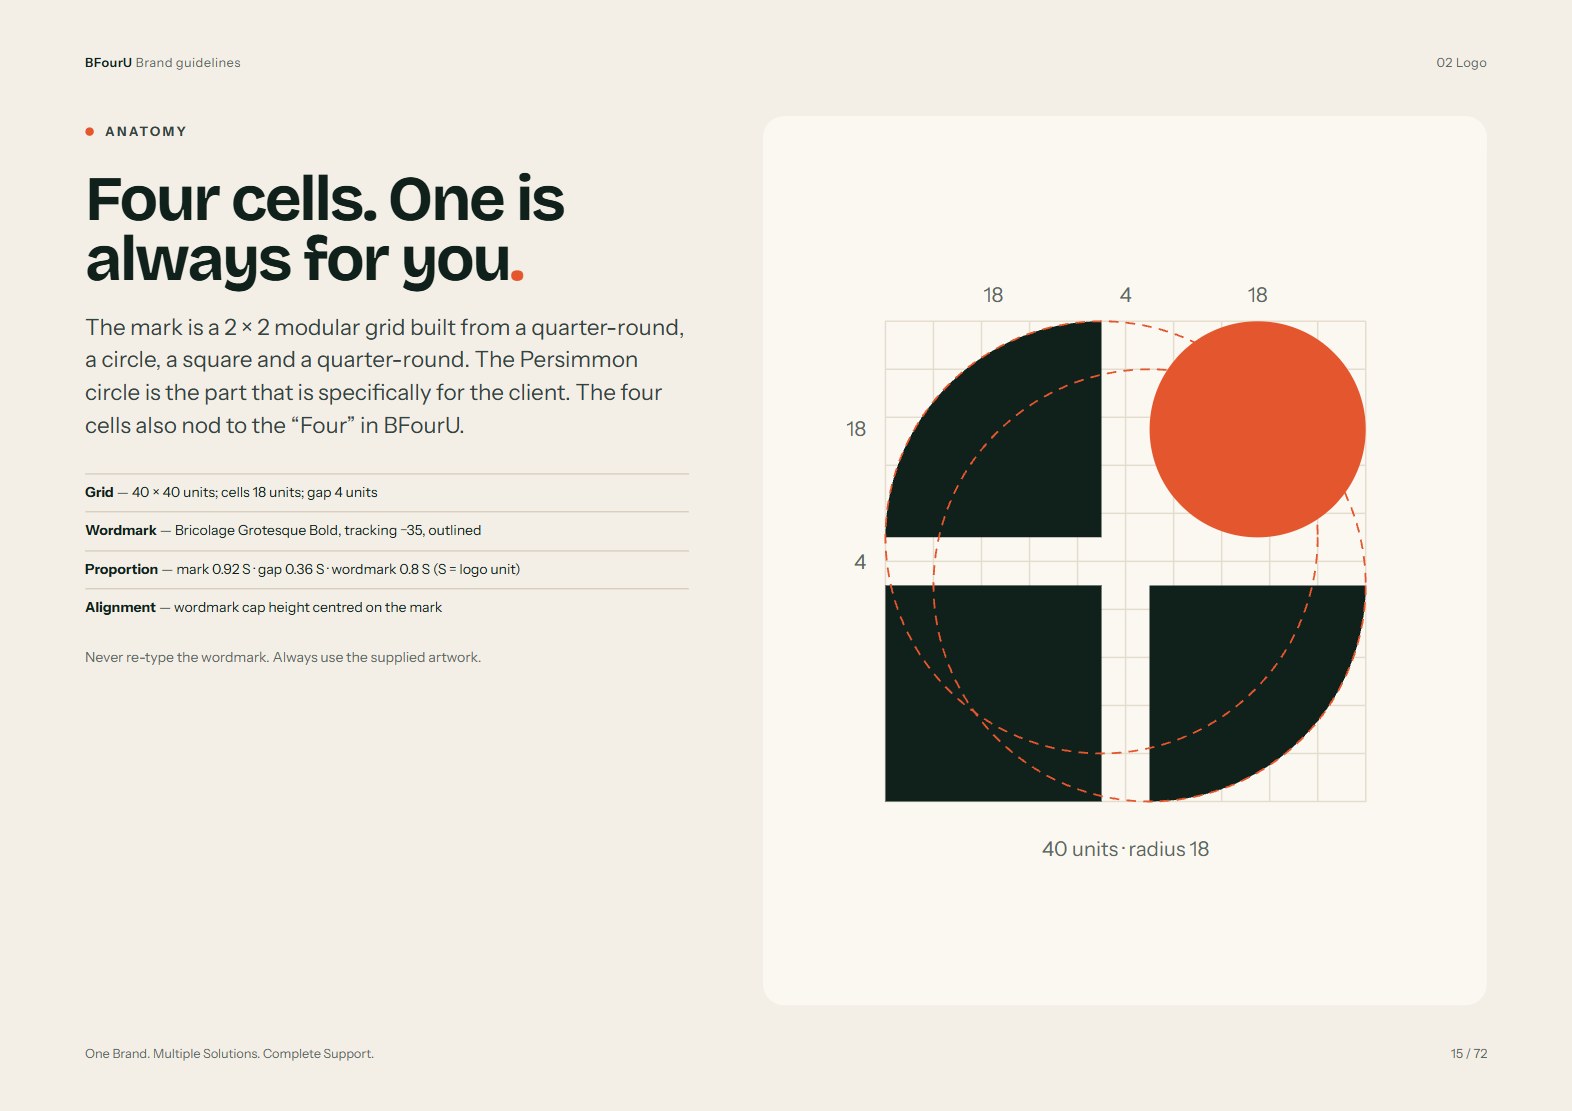 BFourU Brand guidelines
02 Logo
ANATOMY
Four cells. One is
always for you.
The mark is a 2 × 2 modular grid built from a quarter-round,
a circle, a square and a quarter-round. The Persimmon
circle is the part that is specifically for the client. The four
cells also nod to the “Four” in BFourU.
Grid — 40 × 40 units; cells 18 units; gap 4 units
Wordmark — Bricolage Grotesque Bold, tracking −35, outlined
Proportion — mark 0.92 S · gap 0.36 S · wordmark 0.8 S (S = logo unit)
Alignment — wordmark cap height centred on the mark
Never re-type the wordmark. Always use the supplied artwork.
18 4 18
18
4
40 units · radius 18
One Brand. Multiple Solutions. Complete Support.
15 / 72